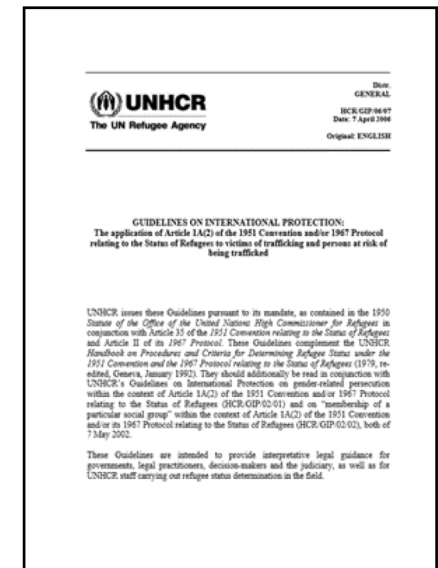 Distr.
GENERAL
HCR/GIP/06/07
Date: 7 April 2006
Original: ENGLISH
UNHCR
The UN Refugee Agency
GUIDELINES ON INTERNATIONAL PROTECTION:
The application of Article 1A(2) of the 1951 Convention and/or 1967 Protocol
relating to the Status of Refugees to victims of trafficking and persons at risk of
being trafficked
UNHCR issues these Guidelines pursuant to its mandate, as contained in the 1950
Statute of the Office of the United Nations High Commissioner for Refugees in
conjunction with Article 35 of the 1951 Convention relating to the Status of Refugees
and Article II of its 1967 Protocol. These Guidelines complement the UNHCR
Handbook on Procedures and Criteria for Determining Refugee Status under the
1951 Convention and the 1967 Protocol relating to the Status of Refugees (1979, re-
edited, Geneva, January 1992). They should additionally be read in conjunction with
UNHCR's Guidelines on International Protection on gender-related persecution
within the context of Article 1A(2) of the 1951 Convention and/or 1967 Protocol
relating to the Status of Refugees (HCR/GIP/02/01) and on "membership of a
particular social group" within the context of Article 1A(2) of the 1951 Convention
and/or its 1967 Protocol relating to the Status of Refugees (HCR/GIP/02/02), both of
7 May 2002.
These Guidelines are intended to provide interpretative legal guidance for
governments, legal practitioners, decision-makers and the judiciary, as well as for
UNHCR staff carrying out refugee status determination in the field.